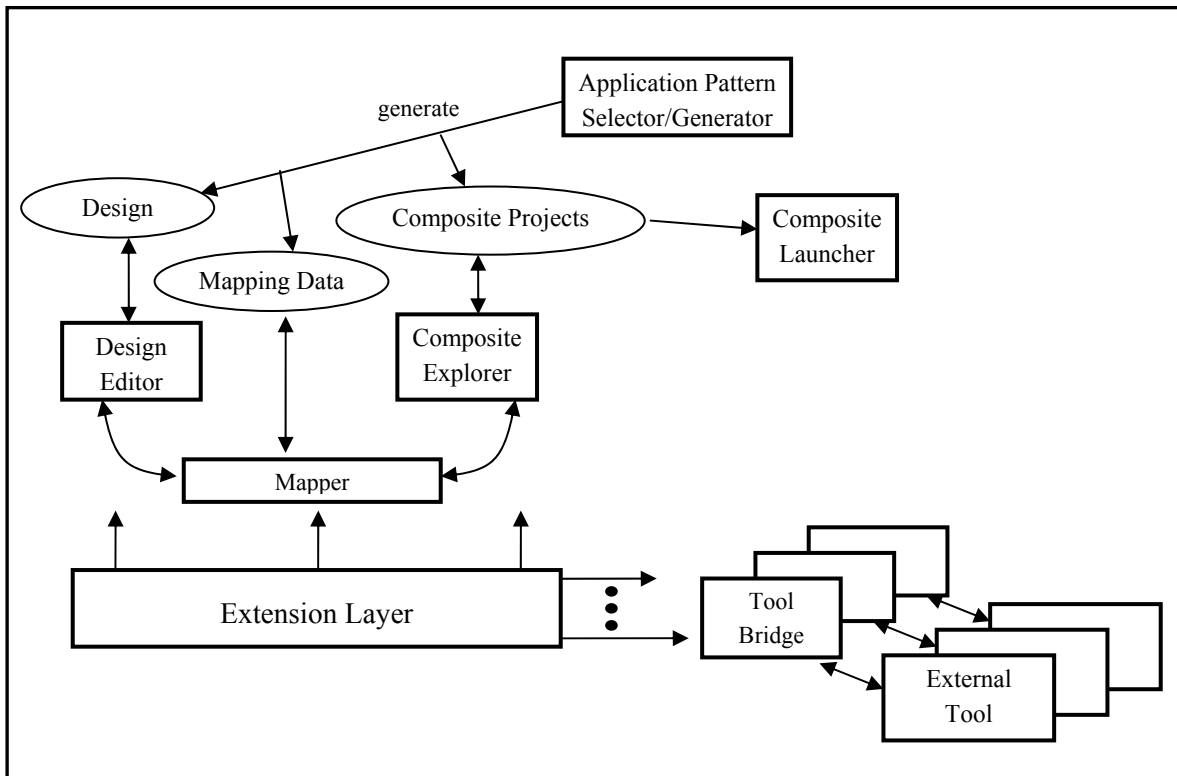 Application Pattern
Selector/Generator
generate
Design
Composite Projects
Composite
Launcher
Mapping Data
Design
Editor
Composite
Explorer
Mapper
Extension Layer
Tool
Bridge
External
Tool